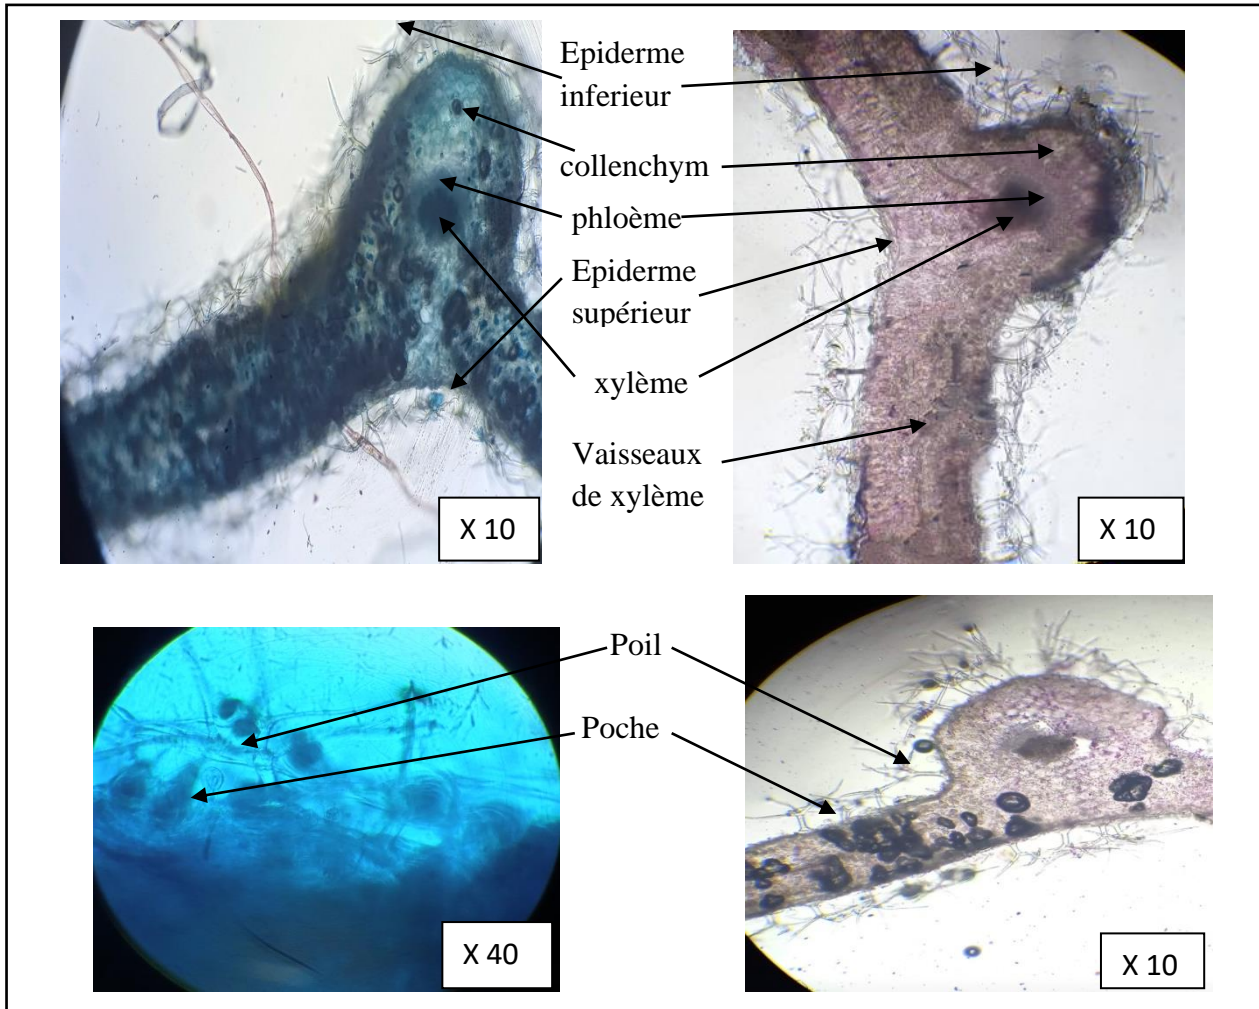 Epiderme
inferieur
collenchym
phloème
Epiderme
supérieur
xylème
Vaisseaux
de xylème
X 10
X 10
Poil
Poche
X 40
X 10